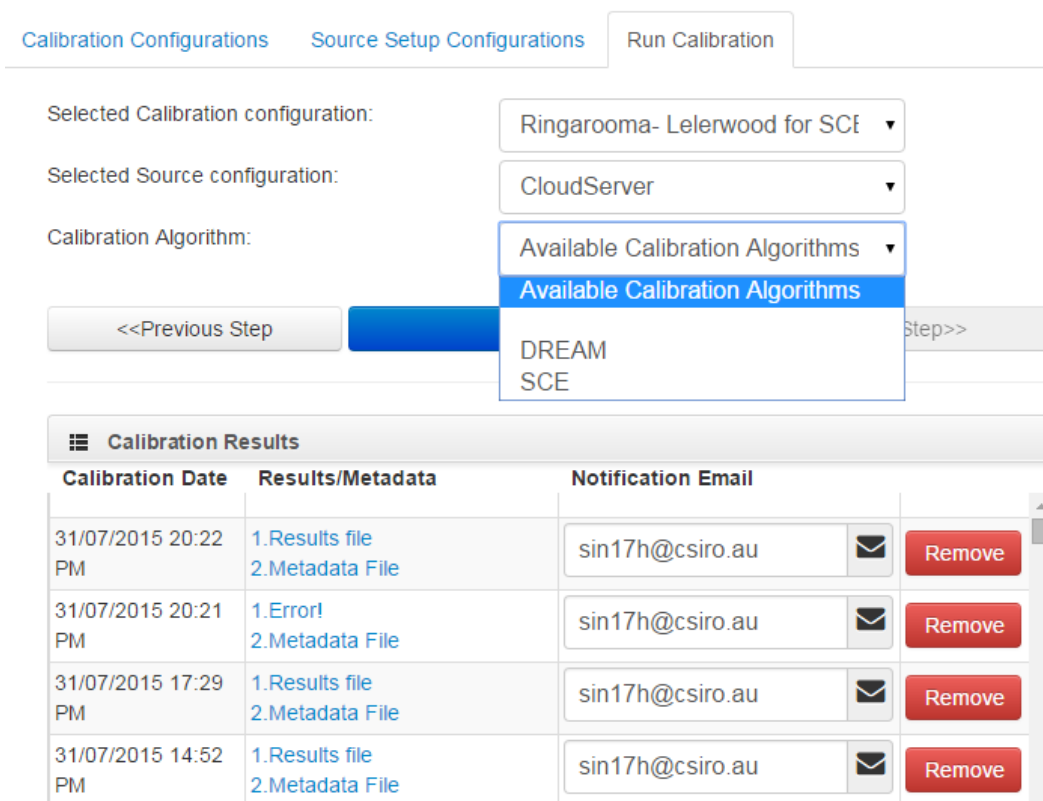 Calibration Configurations Source Setup Configurations Run Calibration
Selected Calibration configuration: Ringarooma- Lelerwood for SCE
Selected Source configuration: CloudServer
Calibration Algorithm: Available Calibration Algorithms
Available Calibration Algorithms
<<Previous Step Step>>
DREAM
SCE
Calibration Results
Calibration Date Results/Metadata Notification Email
31/07/2015 20:22 PM 1.Results file sin17h@csiro.au Remove
2.Metadata File
31/07/2015 20:21 PM 1.Error! sin17h@csiro.au Remove
2.Metadata File
31/07/2015 17:29 PM 1.Results file sin17h@csiro.au Remove
2.Metadata File
31/07/2015 14:52 PM 1.Results file sin17h@csiro.au Remove
2.Metadata File